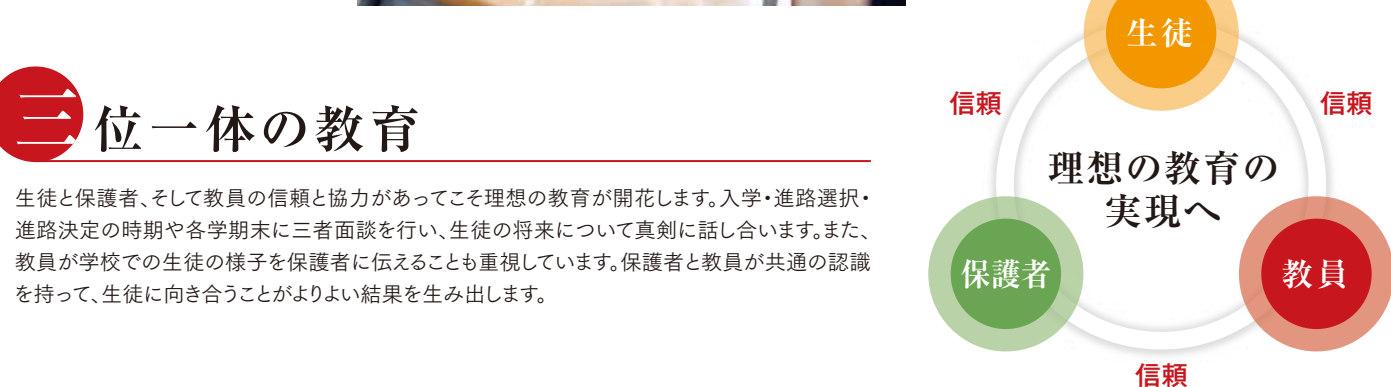 三位一体の教育
生徒と保護者、そして教員の信頼と協力があってこそ理想の教育が開花します。入学・進路選択・
進路決定の時期や各学期末に三者面談を行い、生徒の将来について真剣に話し合います。また、
教員が学校での生徒の様子を保護者に伝えることも重視しています。保護者と教員が共通の認識
を持って、生徒に向き合うことがよりよい結果を生み出します。
生徒
信頼
信頼
理想の教育の
実現へ
保護者
教員
信頼